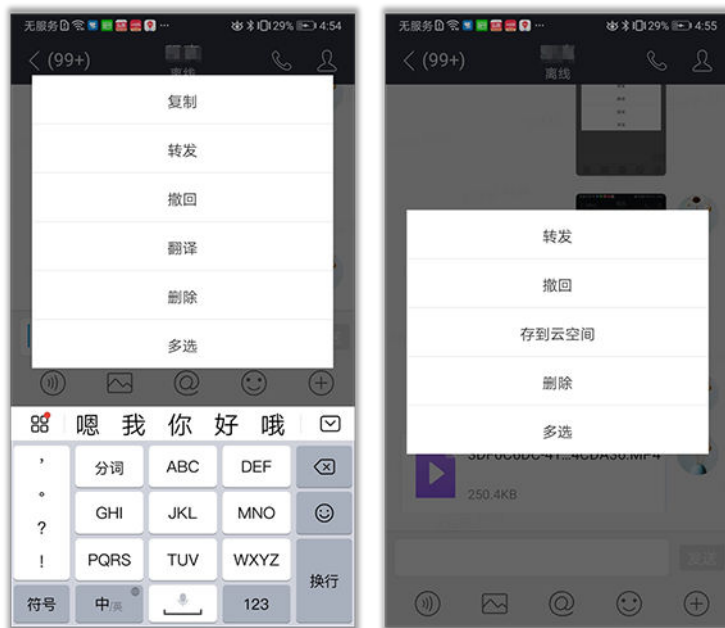 无服务 29% 4:54
(99+)
离线
复制
转发
撤回
翻译
删除
多选
嗯 我 你 好 哦
， 分词 ABC DEF
。
？ GHI JKL MNO
！ PQRS TUV WXYZ
换行
符号 中/英 123
无服务 29% 4:55
(99+)
离线
转发
撤回
存到云空间
删除
多选
250.4KB
发送